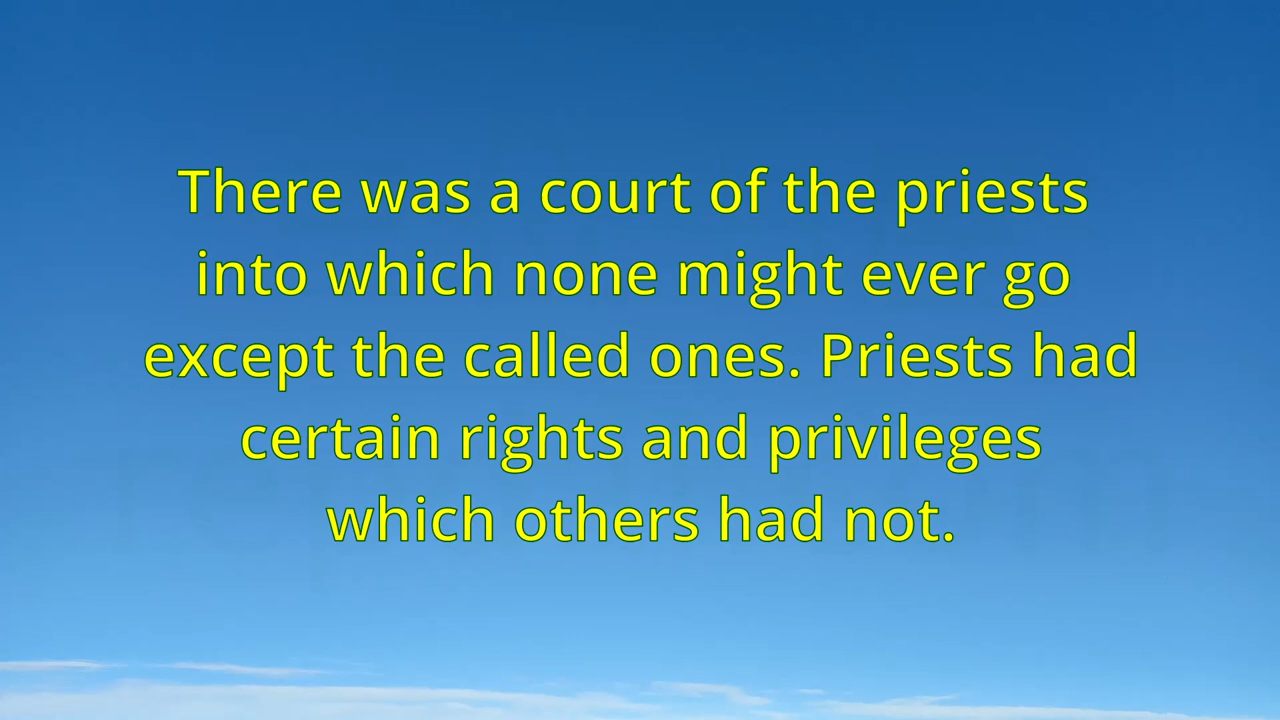 There was a court of the priests
into which none might ever go
except the called ones. Priests had
certain rights and privileges
which others had not.